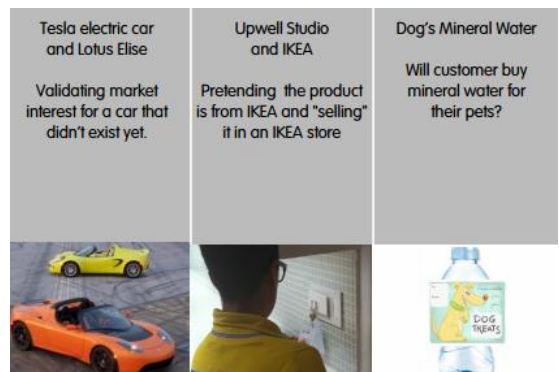 Tesla electric car
and Lotus Elise
Validating market
interest for a car that
didn't exist yet.
Upwell Studio
and IKEA
Pretending the product
is from IKEA and "selling"
it in an IKEA store
Dog's Mineral Water
Will customer buy
mineral water for
their pets?
DOG
TREATS